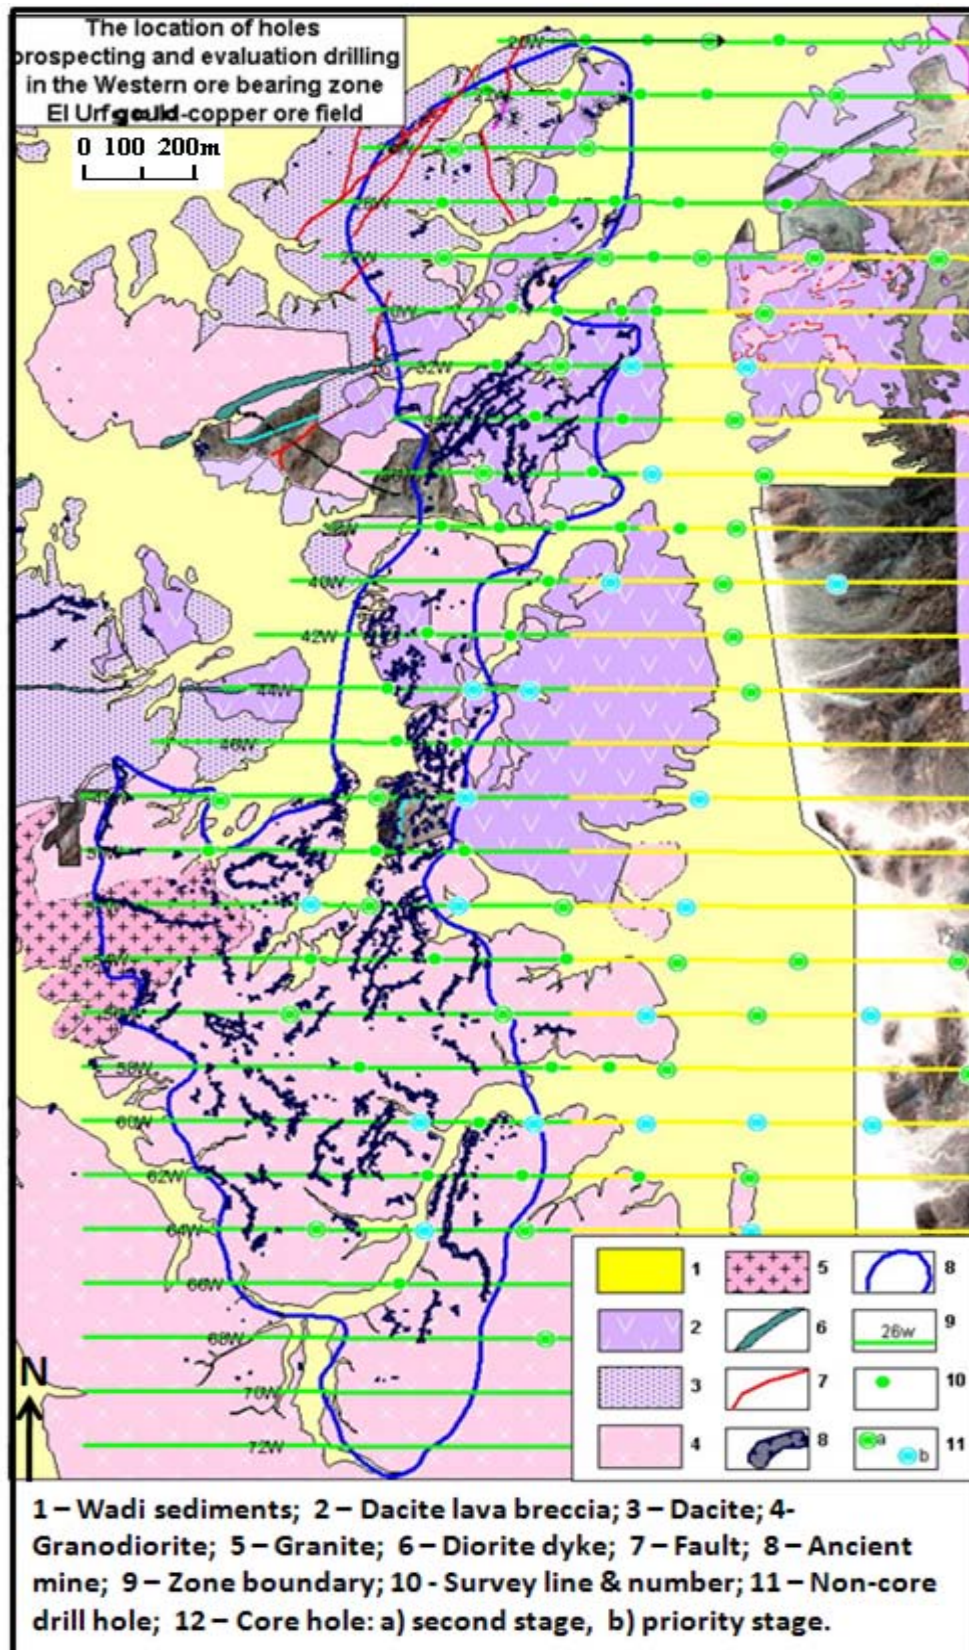 The location of holes
prospecting and evaluation drilling
in the Western ore bearing zone
El Urf gould-copper ore field
0 100 200m
20W
32W
40W
42W
44W
46W
54W
58W
60W
62W
64W
66W
68W
70W
72W
N
1
5
8
2
6
26w
9
3
7
10
4
8
a
b
11
1 – Wadi sediments; 2 – Dacite lava breccia; 3 – Dacite; 4-
Granodiorite; 5 – Granite; 6 – Diorite dyke; 7 – Fault; 8 – Ancient
mine; 9 – Zone boundary; 10 - Survey line & number; 11 – Non-core
drill hole; 12 – Core hole: a) second stage, b) priority stage.